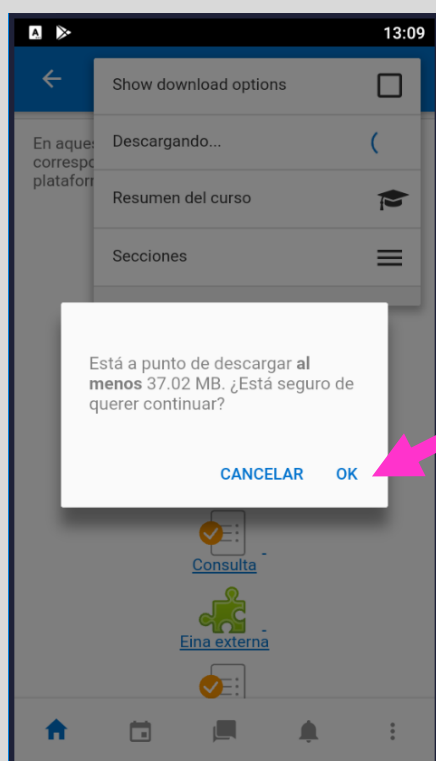 13:09
Show download options
En aques
Descargando...
correspo
plataforr
Resumen del curso
Secciones
Está a punto de descargar al
menos 37.02 MB. ¿Está seguro de
querer continuar?
CANCELAR OK
Consulta
Eina externa